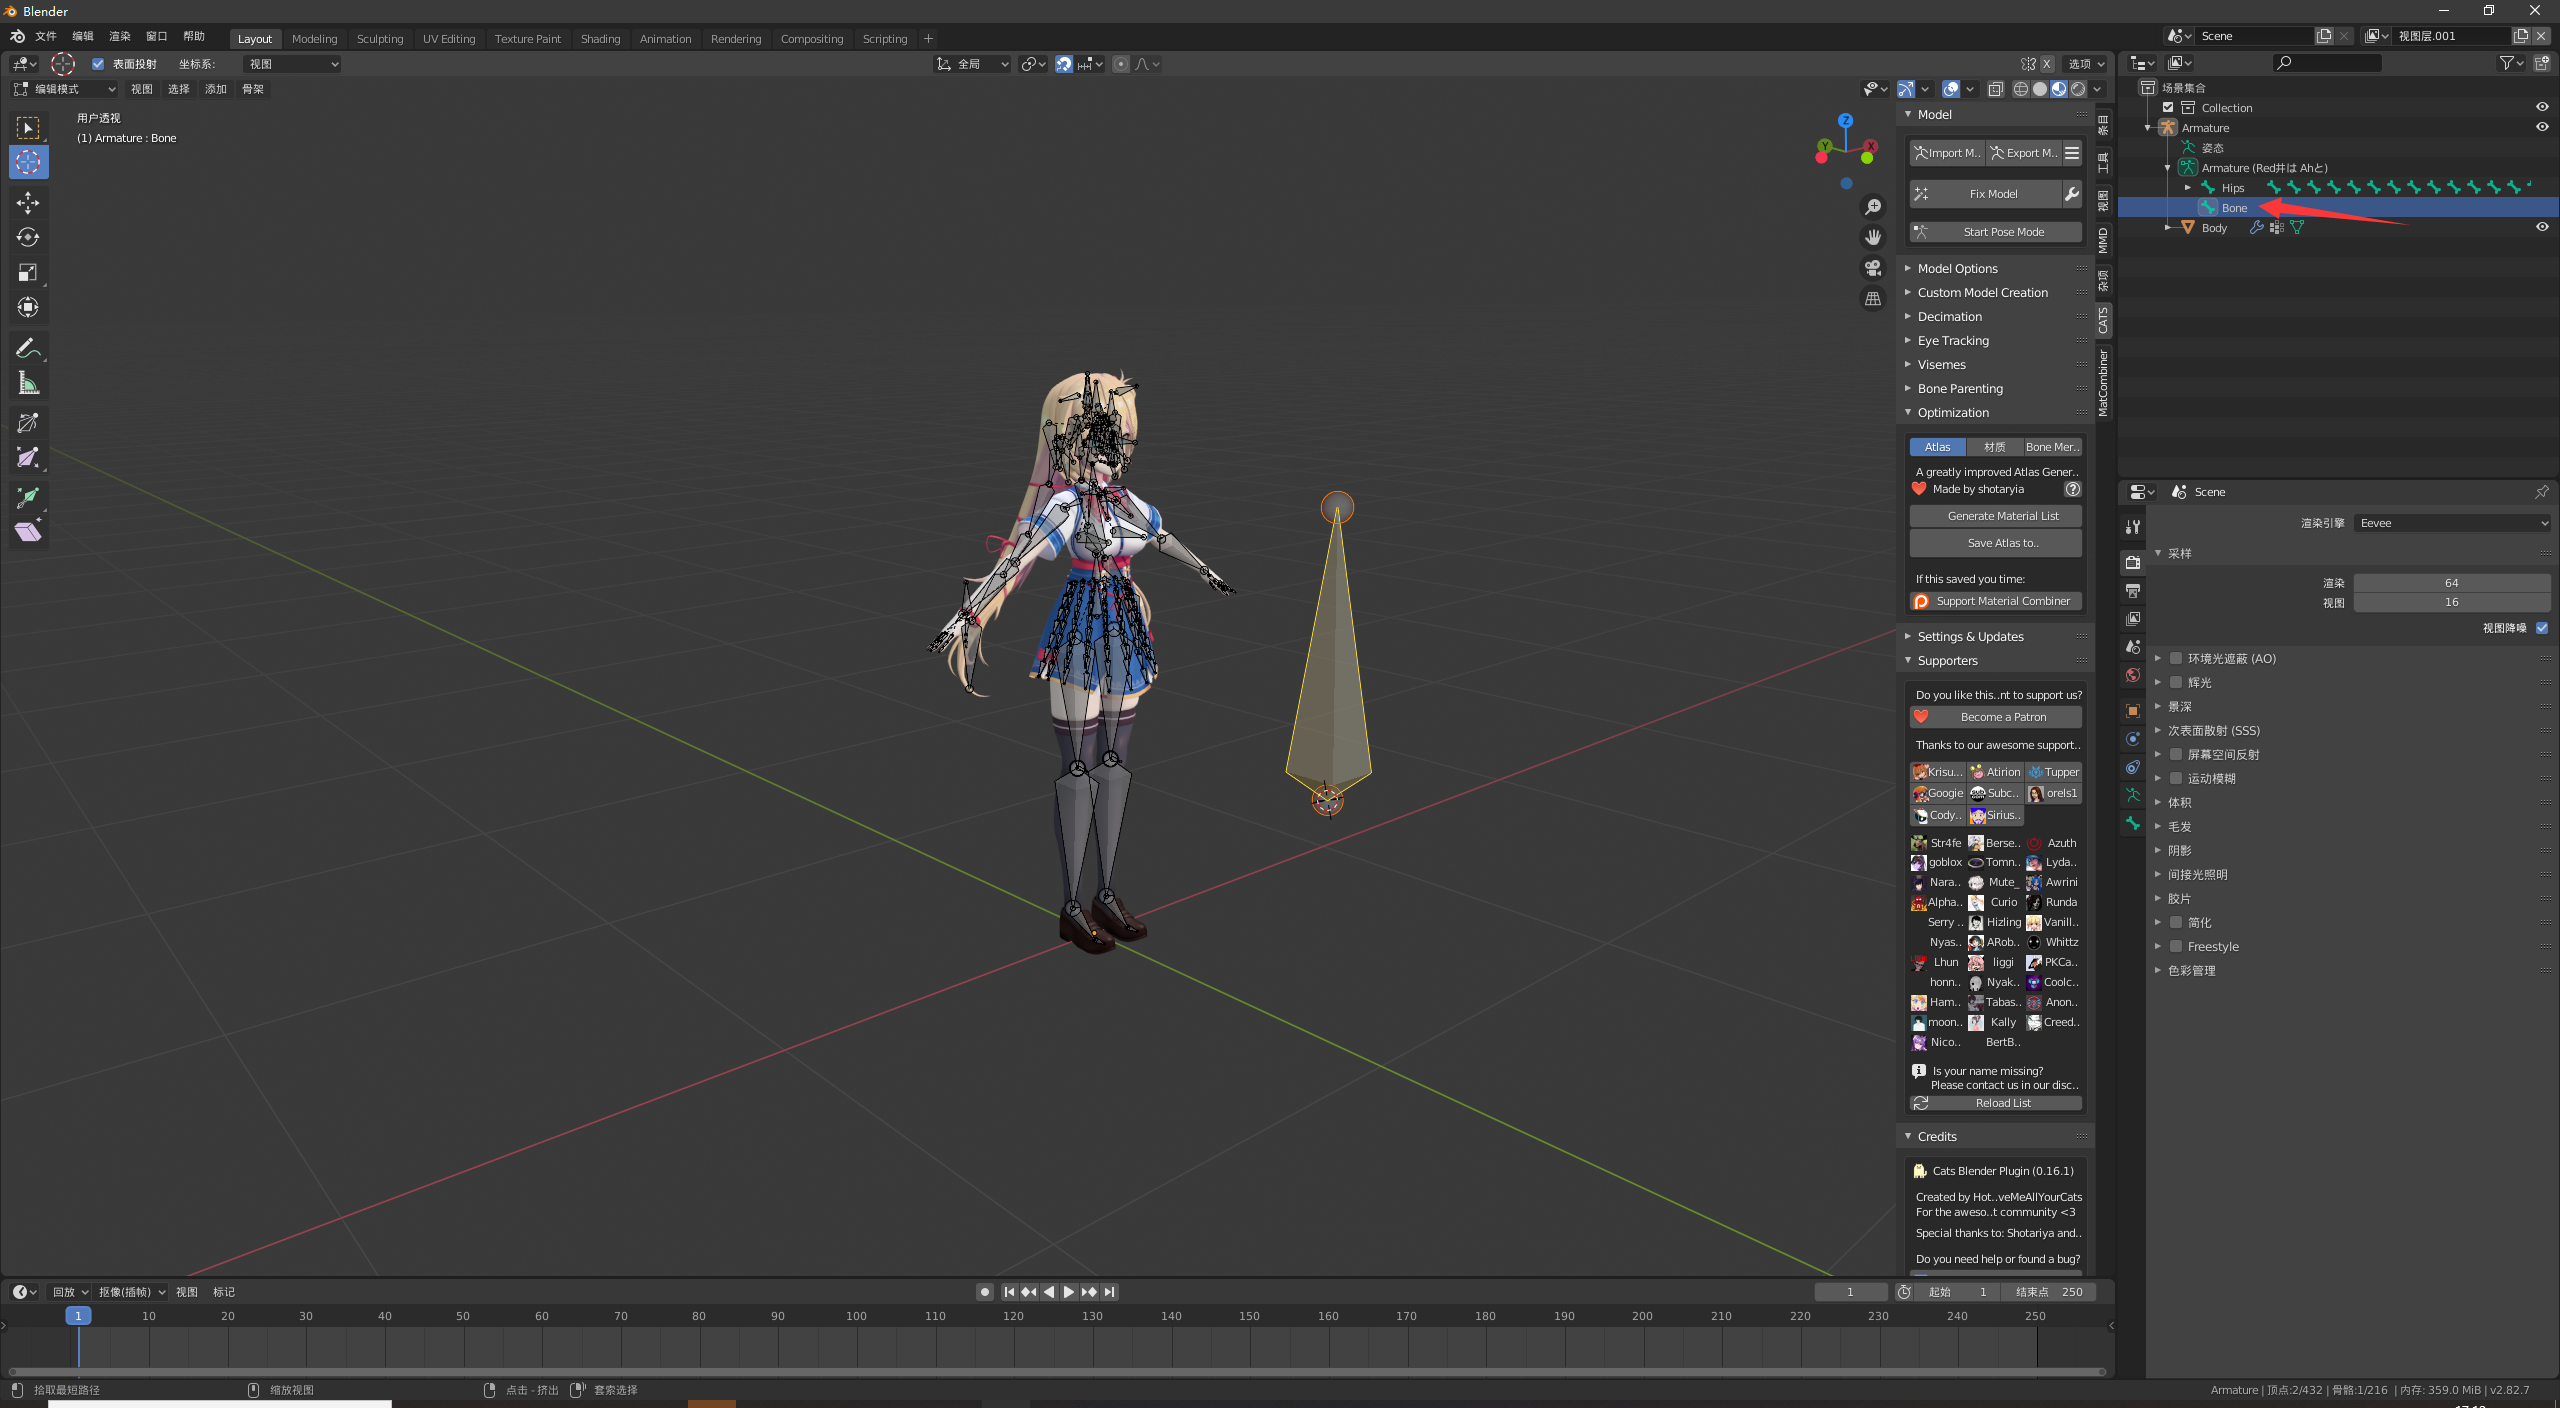 Blender
文件 编辑 渲染 窗口 帮助 Layout Modeling Sculpting UV Editing Texture Paint Shading Animation Rendering Compositing Scripting +
Scene 视图层.001
表面投射 坐标系: 视图 全局 X 选项
编辑模式 视图 选择 添加 骨架
用户透视
(1) Armature : Bone
Z
Y
X
Model
Import M..
Export M..
Fix Model
Start Pose Mode
Model Options
Custom Model Creation
Decimation
Eye Tracking
Visemes
Bone Parenting
Optimization
Atlas 材质 Bone Mer..
A greatly improved Atlas Gener..
Made by shotaryia
Generate Material List
Save Atlas to..
If this saved you time:
Support Material Combiner
Settings & Updates
Supporters
Do you like this..nt to support us?
Become a Patron
Thanks to our awesome support..
Krisu... Atirion Tupper
Googie Subc.. orels1
Cody.. Sirius..
Str4fe Berse.. Azuth
goblox Tomn.. Lyda..
Nara.. Mute_ Awrini
Alpha.. Curio Runda
Serry .. Hizling Vanill..
Nyas.. ARob.. Whittz
Lhun liggi PKCa..
honn.. Nyak.. Coolc..
Ham.. Tabas.. Anon..
moon.. Kally Creed..
Nico.. BertB..
Is your name missing?
Please contact us in our disc..
Reload List
Credits
Cats Blender Plugin (0.16.1)
Created by Hot..veMeAllYourCats
For the aweso..t community <3
Special thanks to: Shotariya and..
Do you need help or found a bug?
条目
工具
视图
MMD
杂项
CATS
MatCombiner
场景集合
Collection
Armature
姿态
Armature (Red井は Ahと)
Hips
Bone
Body
Scene
渲染引擎 Eevee
采样
渲染 64
视图 16
视图降噪
环境光遮蔽 (AO)
辉光
景深
次表面散射 (SSS)
屏幕空间反射
运动模糊
体积
毛发
阴影
间接光照明
胶片
简化
Freestyle
色彩管理
回放 抠像(插帧) 视图 标记 1 起始 1 结束点 250
1 10 20 30 40 50 60 70 80 90 100 110 120 130 140 150 160 170 180 190 200 210 220 230 240 250
拾取最短路径 缩放视图 点击 - 挤出 套索选择
Armature | 顶点:2/432 | 骨骼:1/216 | 内存: 359.0 MiB | v2.82.7